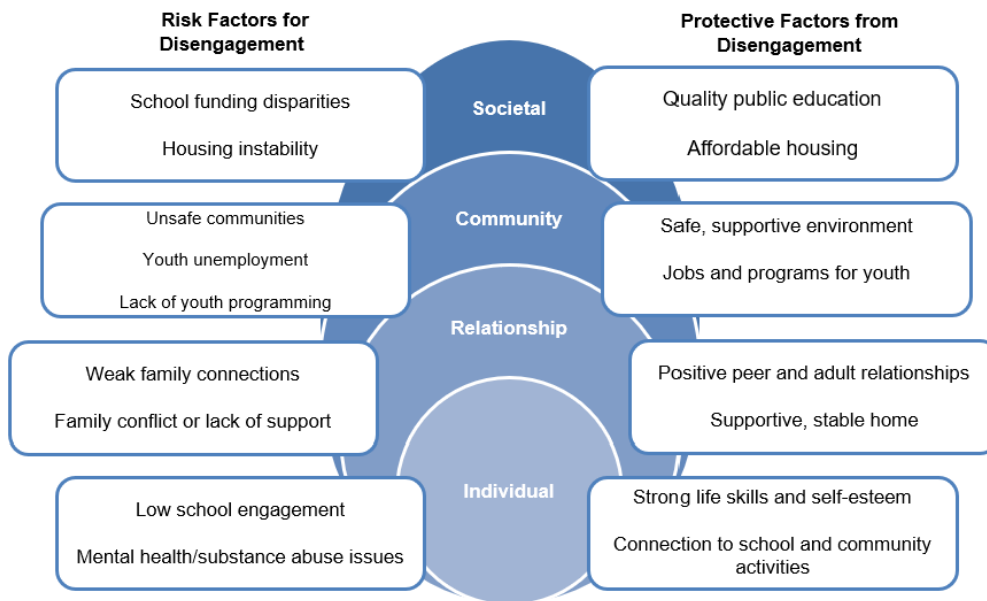 Risk Factors for
Disengagement
Protective Factors from
Disengagement
School funding disparities
Housing instability
Societal
Quality public education
Affordable housing
Unsafe communities
Youth unemployment
Lack of youth programming
Community
Safe, supportive environment
Jobs and programs for youth
Relationship
Weak family connections
Family conflict or lack of support
Positive peer and adult relationships
Supportive, stable home
Individual
Low school engagement
Mental health/substance abuse issues
Strong life skills and self-esteem
Connection to school and community
activities